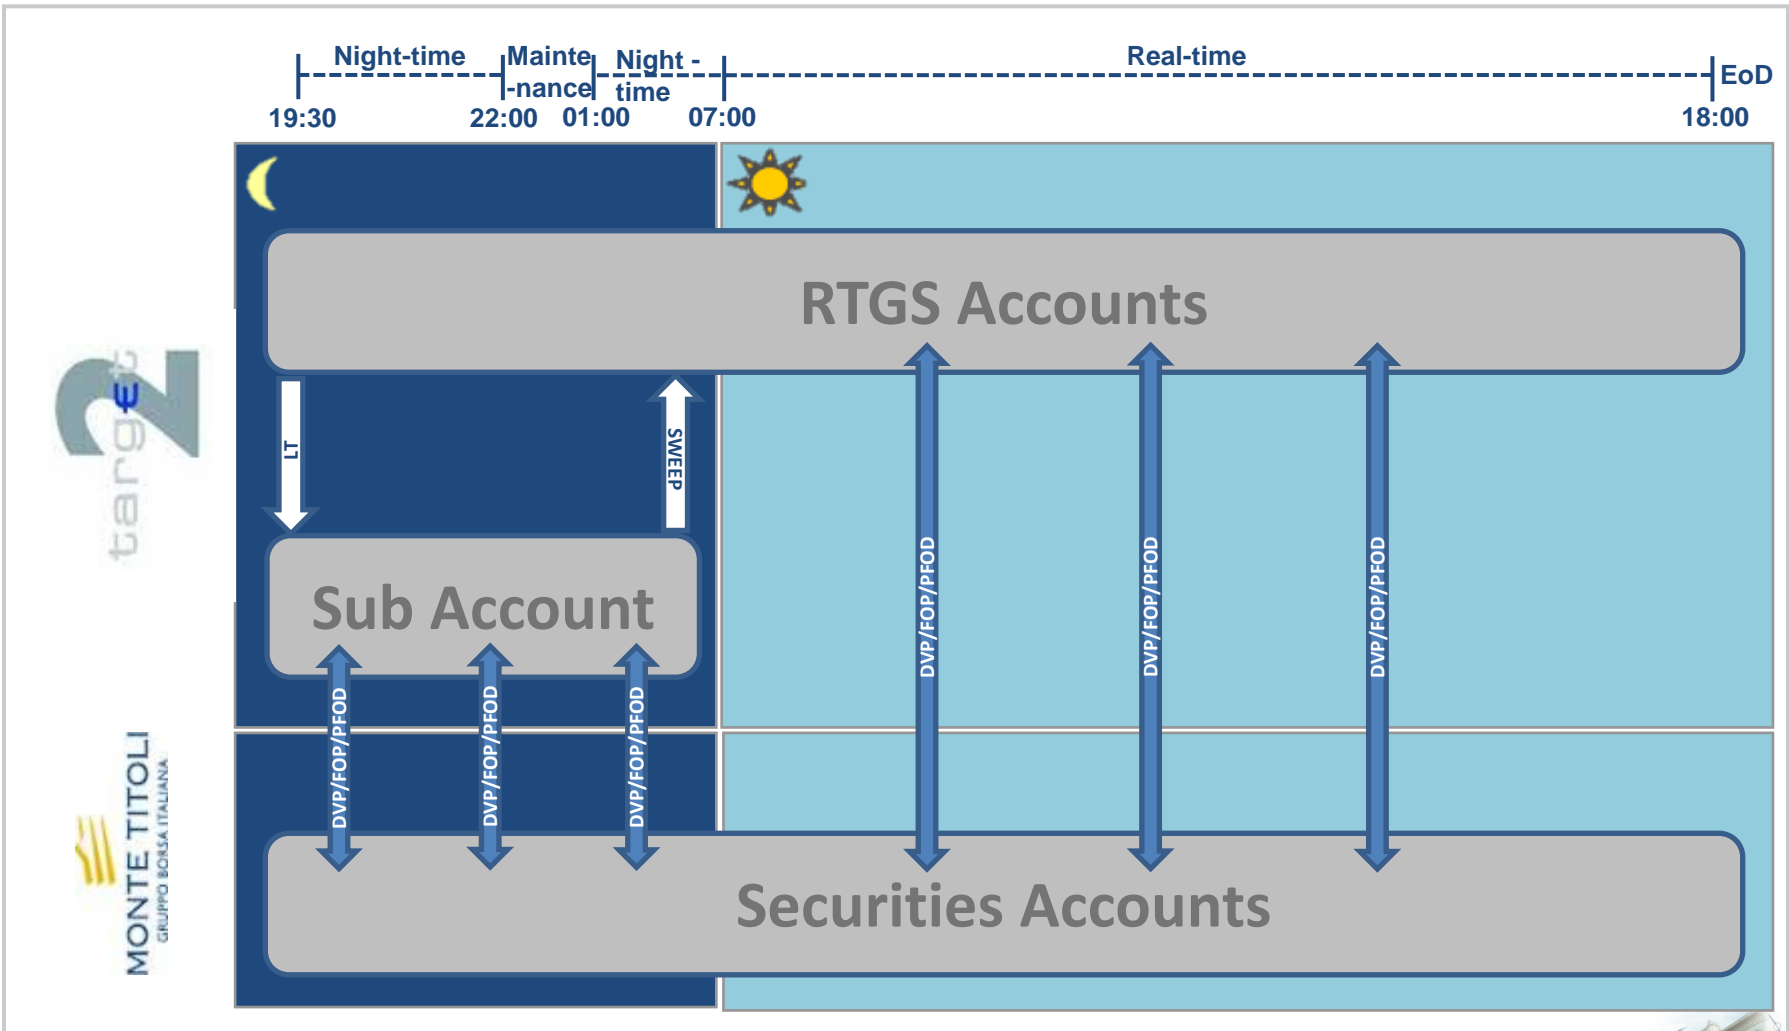 Night-time
Mainte
-nance
Night -
time
Real-time
EoD
19:30
22:00
01:00
07:00
18:00
RTGS Accounts
target
2
LT
SWEEP
Sub Account
DVP/FOP/PFOD
DVP/FOP/PFOD
DVP/FOP/PFOD
DVP/FOP/PFOD
DVP/FOP/PFOD
DVP/FOP/PFOD
MONTE TITOLI
GRUPPO BORSA ITALIANA
Securities Accounts